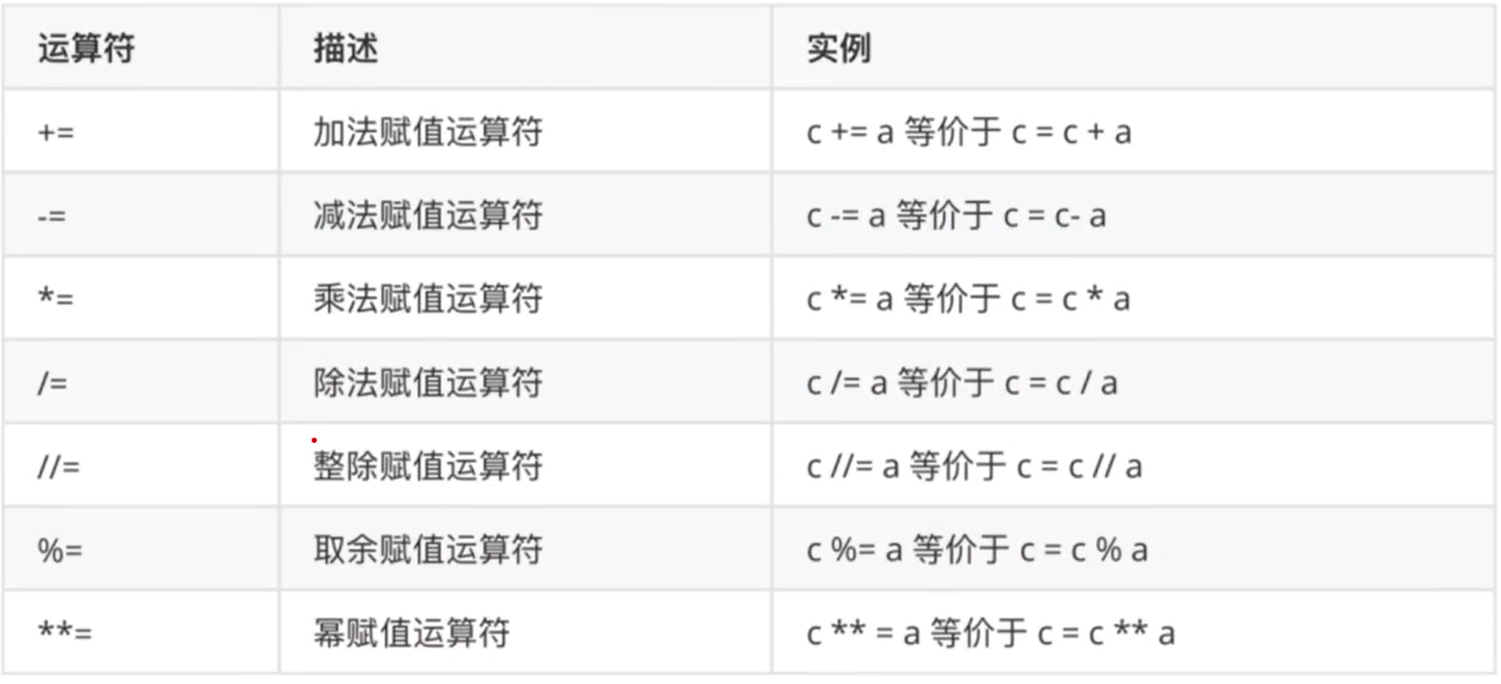 运算符 描述 实例
+= 加法赋值运算符 c += a 等价于 c = c + a
-= 减法赋值运算符 c -= a 等价于 c = c- a
*= 乘法赋值运算符 c *= a 等价于 c = c * a
/= 除法赋值运算符 c /= a 等价于 c = c / a
//= 整除赋值运算符 c //= a 等价于 c = c // a
%= 取余赋值运算符 c %= a 等价于 c = c % a
**= 幂赋值运算符 c ** = a 等价于 c = c ** a